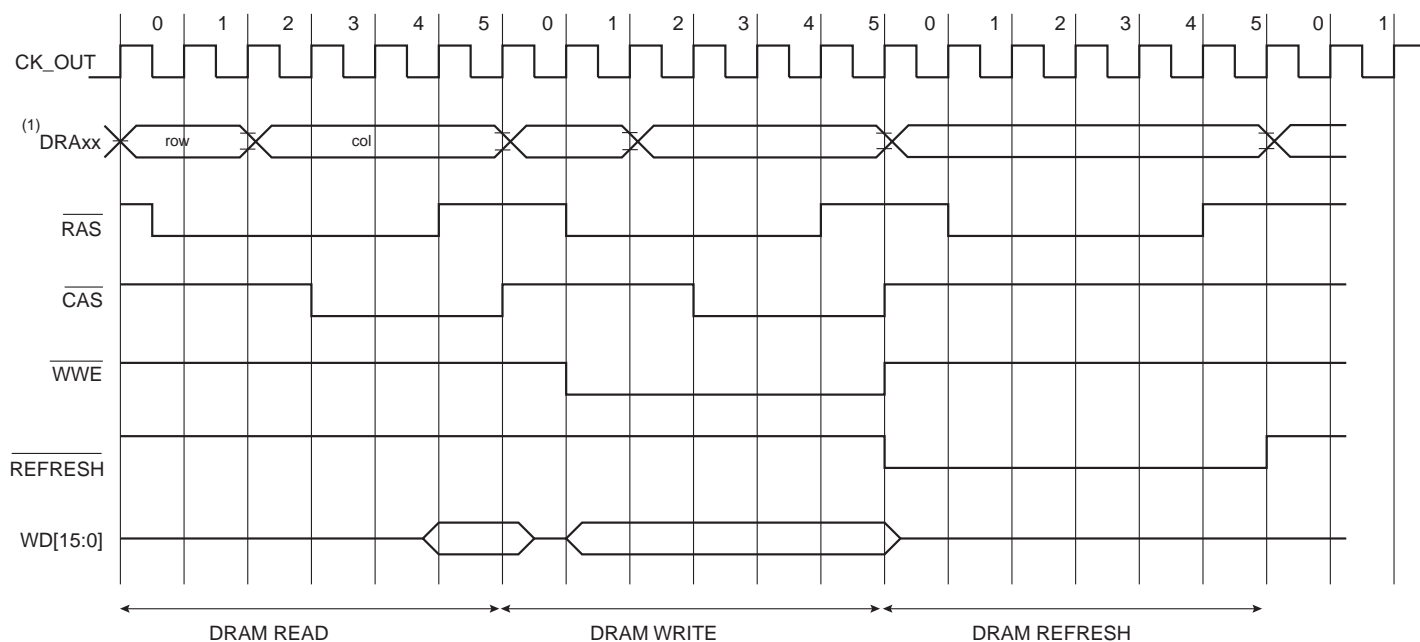 0 1 2 3 4 5 0 1 2 3 4 5 0 1 2 3 4 5 0 1
CK_OUT
(1)DRAxx row col
RAS
CAS
WWE
REFRESH
WD[15:0]
DRAM READ DRAM WRITE DRAM REFRESH